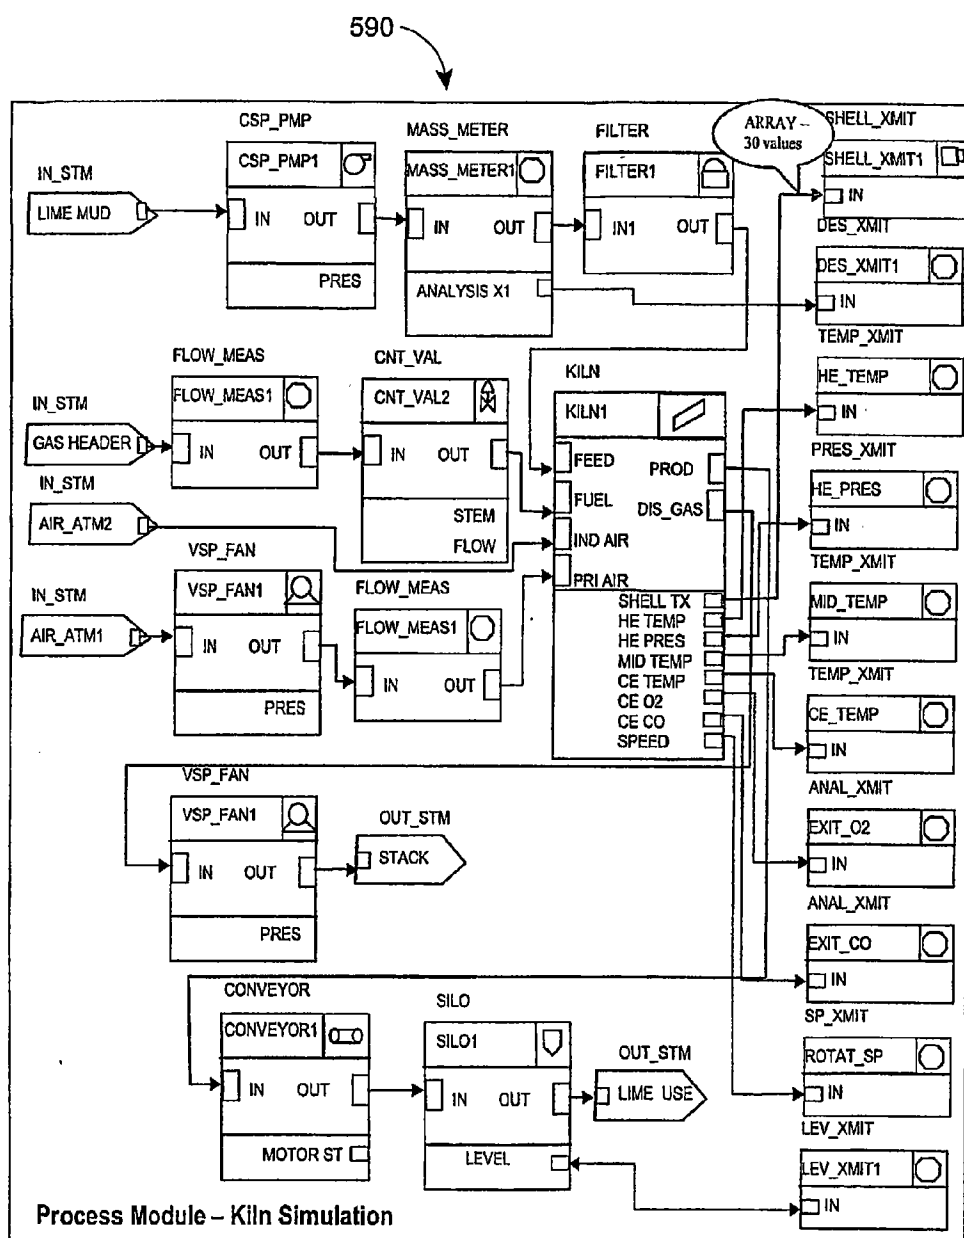 590
CSP_PMP
CSP_PMP1
IN
OUT
PRES
MASS_METER
MASS_METER1
IN
OUT
ANALYSIS X1
FILTER
FILTER1
IN1
OUT
ARRAY –
30 values
SHELL_XMIT
SHELL_XMIT1
IN
IN_STM
LIME MUD
DES_XMIT
DES_XMIT1
IN
FLOW_MEAS
FLOW_MEAS1
IN
OUT
CNT_VAL
CNT_VAL2
IN
OUT
STEM
FLOW
TEMP_XMIT
HE_TEMP
IN
IN_STM
GAS HEADER
IN_STM
AIR_ATM2
KILN
KILN1
FEED
FUEL
IND AIR
PRI AIR
PROD
DIS_GAS
SHELL TX
HE TEMP
HE PRES
MID TEMP
CE TEMP
CE O2
CE CO
SPEED
PRES_XMIT
HE_PRES
IN
IN_STM
AIR_ATM1
VSP_FAN
VSP_FAN1
IN
OUT
PRES
FLOW_MEAS
FLOW_MEAS1
IN
OUT
TEMP_XMIT
MID_TEMP
IN
TEMP_XMIT
CE_TEMP
IN
VSP_FAN
VSP_FAN1
IN
OUT
PRES
OUT_STM
STACK
ANAL_XMIT
EXIT_O2
IN
ANAL_XMIT
EXIT_CO
IN
CONVEYOR
CONVEYOR1
IN
OUT
MOTOR ST
SILO
SILO1
IN
OUT
LEVEL
OUT_STM
LIME USE
SP_XMIT
ROTAT_SP
IN
LEV_XMIT
LEV_XMIT1
IN
Process Module – Kiln Simulation